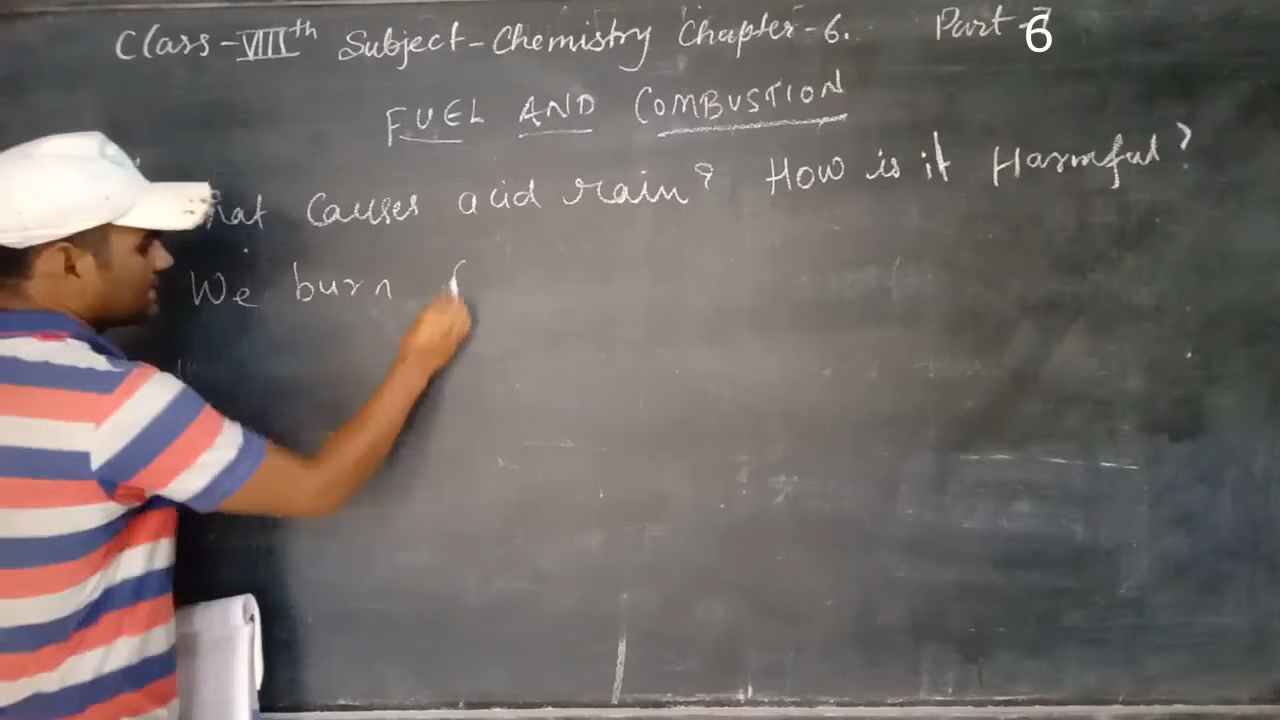 Class-VIIIth Subject-Chemistry Chapter-6. Part-6
FUEL AND COMBUSTION
causes acid rain? How is it Harmful?
We burn